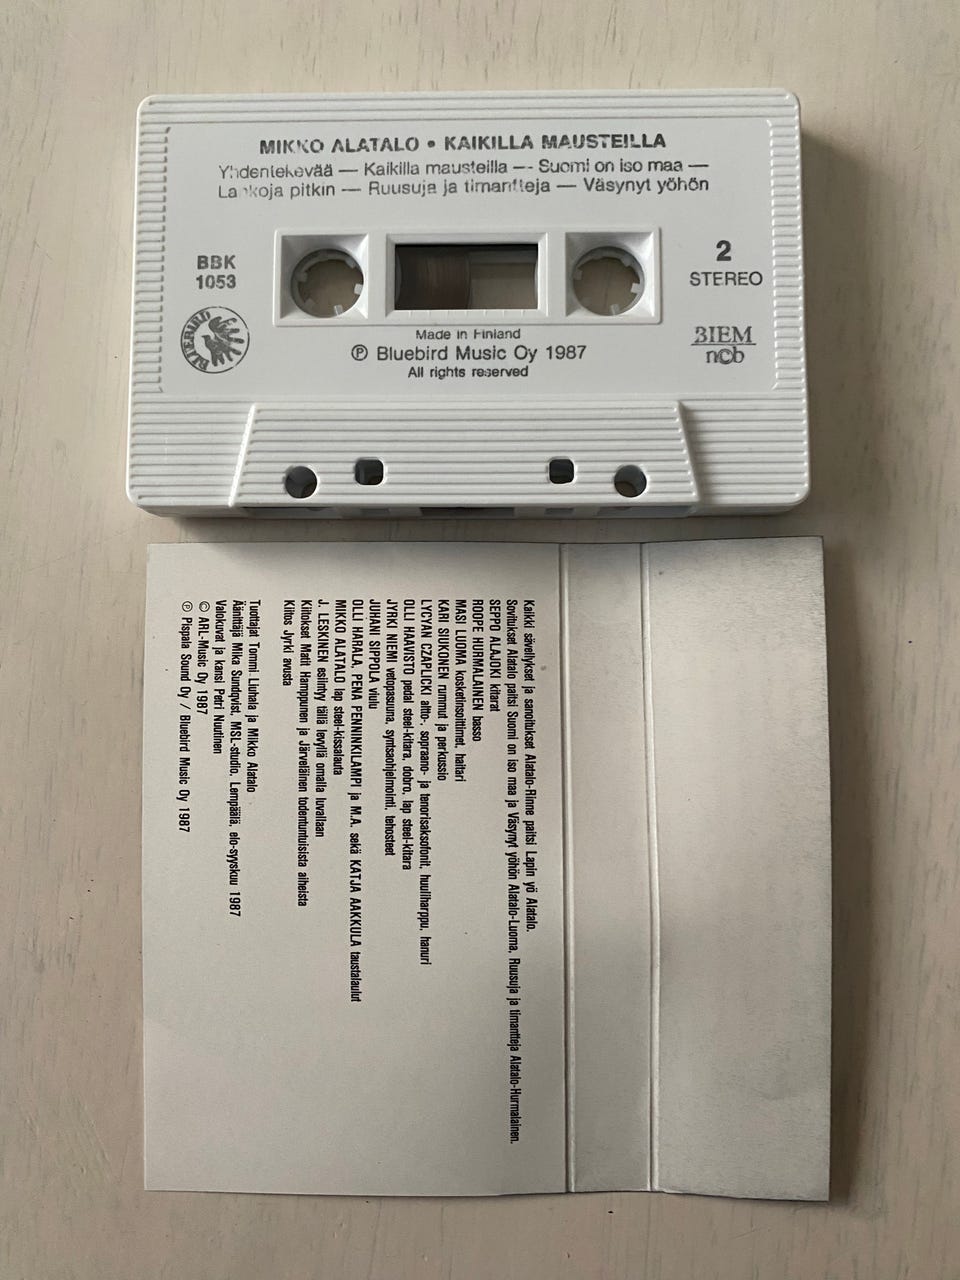 MIKKO ALATALO • KAIKILLA MAUSTEILLA
Yhdentekevää — Kaikilla mausteilla — Suomi on iso maa —
Lankoja pitkin — Ruusuja ja timantteja — Väsynyt yöhön
BBK
1053
2
STEREO
BLUEBIRD
Made in Finland
℗ Bluebird Music Oy 1987
All rights reserved
BIEM
ncb
Kaikki sävellykset ja sanoitukset Alatalo-Rinne paitsi Lapin yö Alatalo.
Sovitukset Alatalo paitsi Suomi on iso maa ja Väsynyt yöhön Alatalo-Luoma, Ruusuja ja timantteja Alatalo-Hurmalainen.
SEPPO ALAJOKI kitarat
ROOPE HURMALAINEN basso
MASI LUOMA kosketinsoittimet, haitari
KARI SIUKONEN rummut ja perkussio
LYCYAN CZAPLICKI altto-, sopraano- ja tenorisaksofonit, huuliharppu, hanuri
OLLI HAAVISTO pedal steel-kitara, dobro, lap steel-kitara
JYRKI NIEMI vetopasuuna, syntsaohjelmointi, tehosteet
JUHANI SIPPOLA viulu
OLLI HARALA, PENA PENNINKILAMPI ja M.A. sekä KATJA AAKKULA taustalaulut
MIKKO ALATALO lap steel-kissalauta
J. LESKINEN esiintyy tällä levyllä omalla luvallaan
Kiitokset Matit Hamppunen ja Järveläinen todentuntuisista aiheista
Kiitos Jyrki avusta
Tuottajat Tommi Liuhala ja Mikko Alatalo
Äänittäjä Mika Sundqvist, MSL-studio, Lempäälä, elo-syyskuu 1987
Valokuvat ja kansi Petri Nuutinen
© ARL-Music Oy 1987
℗ Pispala Sound Oy / Bluebird Music Oy 1987